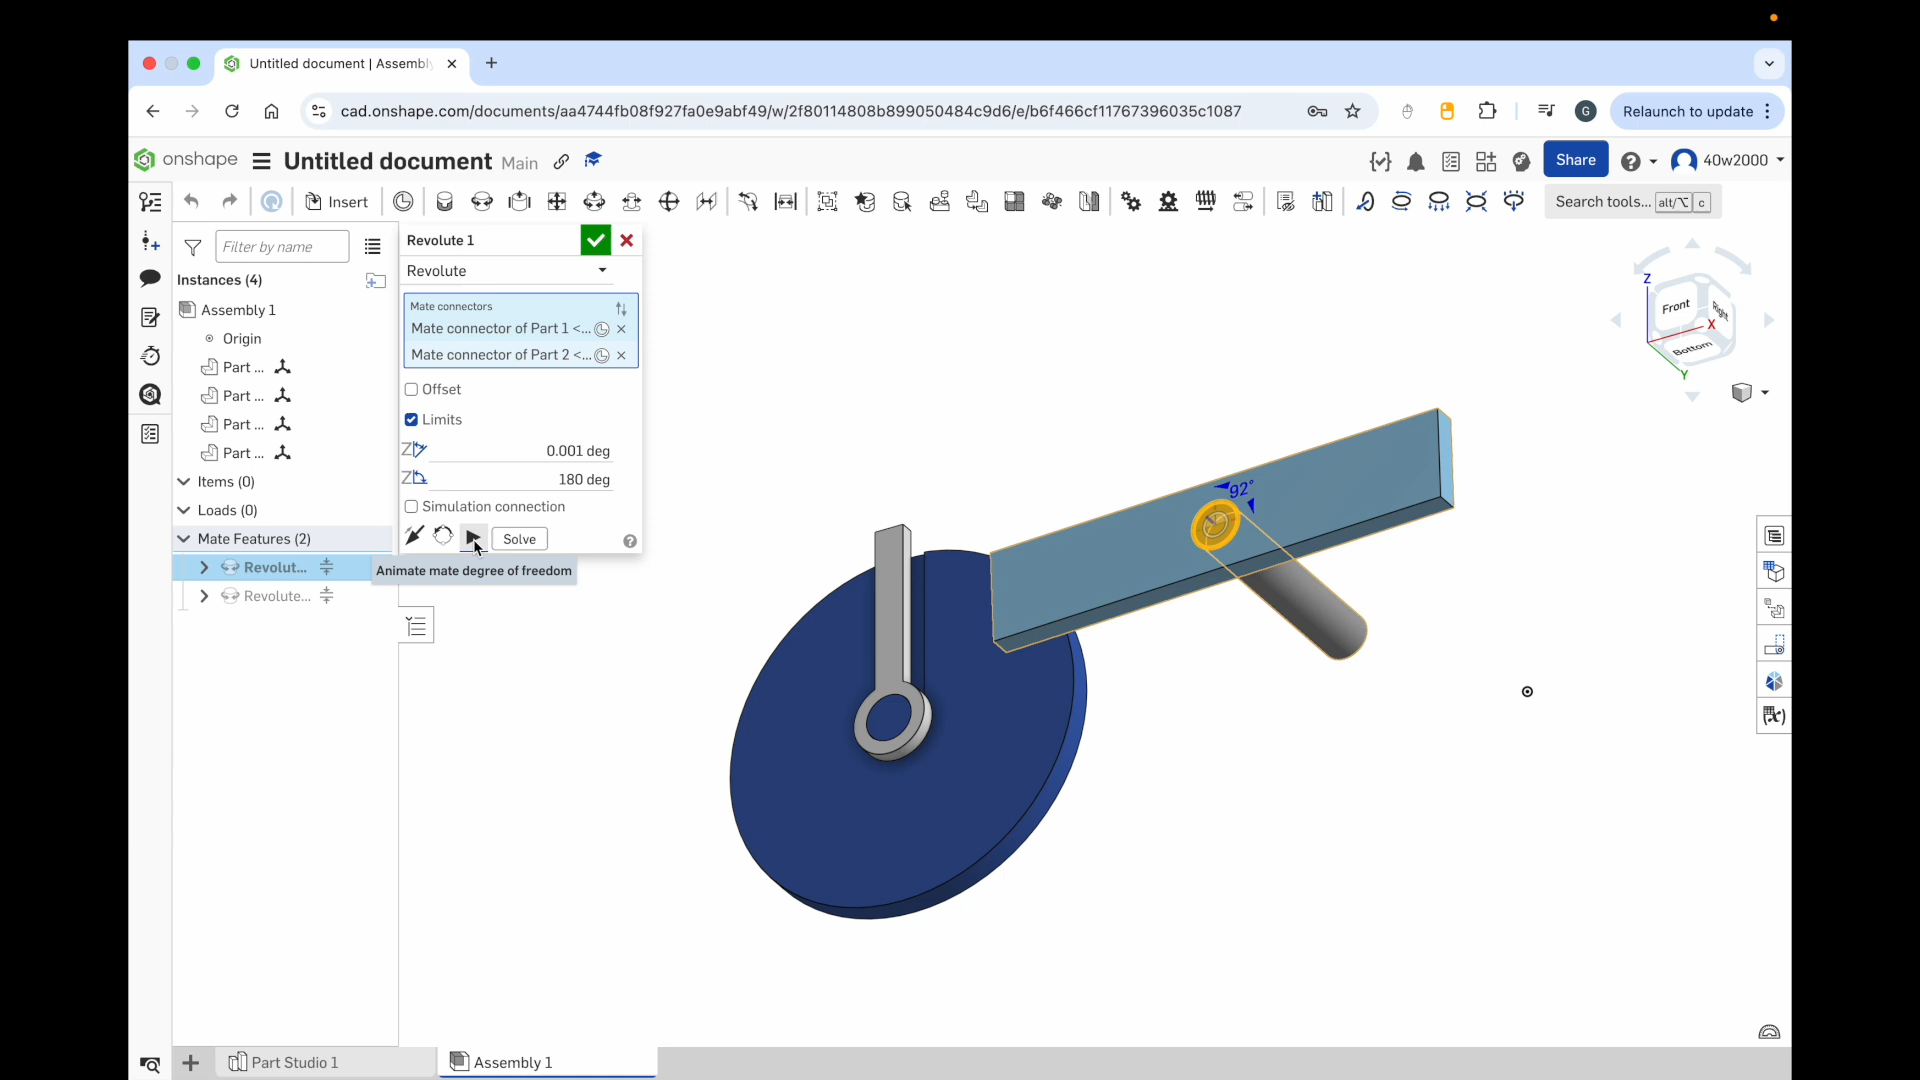 Untitled document | Assembl
cad.onshape.com/documents/aa4744fb08f927fa0e9abf49/w/2f80114808b899050484c9d6/e/b6f466cf11767396035c1087
G
Relaunch to update
onshape
Untitled document Main
Share
40w2000
Insert
Search tools... alt/⌥ c
Filter by name
Revolute 1
Revolute
Instances (4)
Mate connectors
Assembly 1
Mate connector of Part 1 <...
Origin
Mate connector of Part 2 <...
Part ...
Offset
Part ...
Limits
Part ...
0.001 deg
Part ...
180 deg
Items (0)
Simulation connection
Loads (0)
Solve
Mate Features (2)
Revolut...
Animate mate degree of freedom
Revolute...
92°
Z
Front
Right
X
Bottom
Y
Part Studio 1
Assembly 1